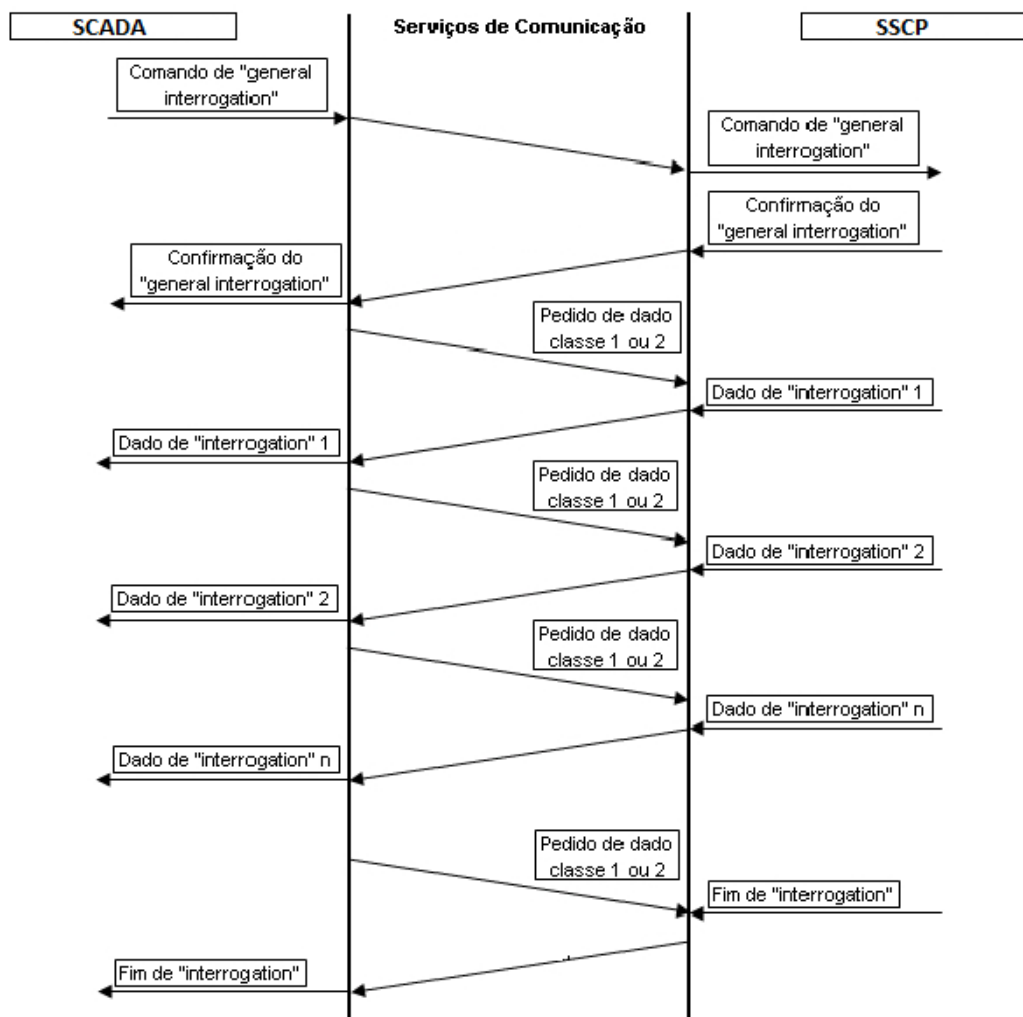 SCADA
Serviços de Comunicação
SSCP
Comando de "general
interrogation"
Comando de "general
interrogation"
Confirmação do
"general interrogation"
Confirmação do
"general interrogation"
Pedido de dado
classe 1 ou 2
Dado de "interrogation" 1
Dado de "interrogation" 1
Pedido de dado
classe 1 ou 2
Dado de "interrogation" 2
Dado de "interrogation" 2
Pedido de dado
classe 1 ou 2
Dado de "interrogation" n
Dado de "interrogation" n
Pedido de dado
classe 1 ou 2
Fim de "interrogation"
Fim de "interrogation"